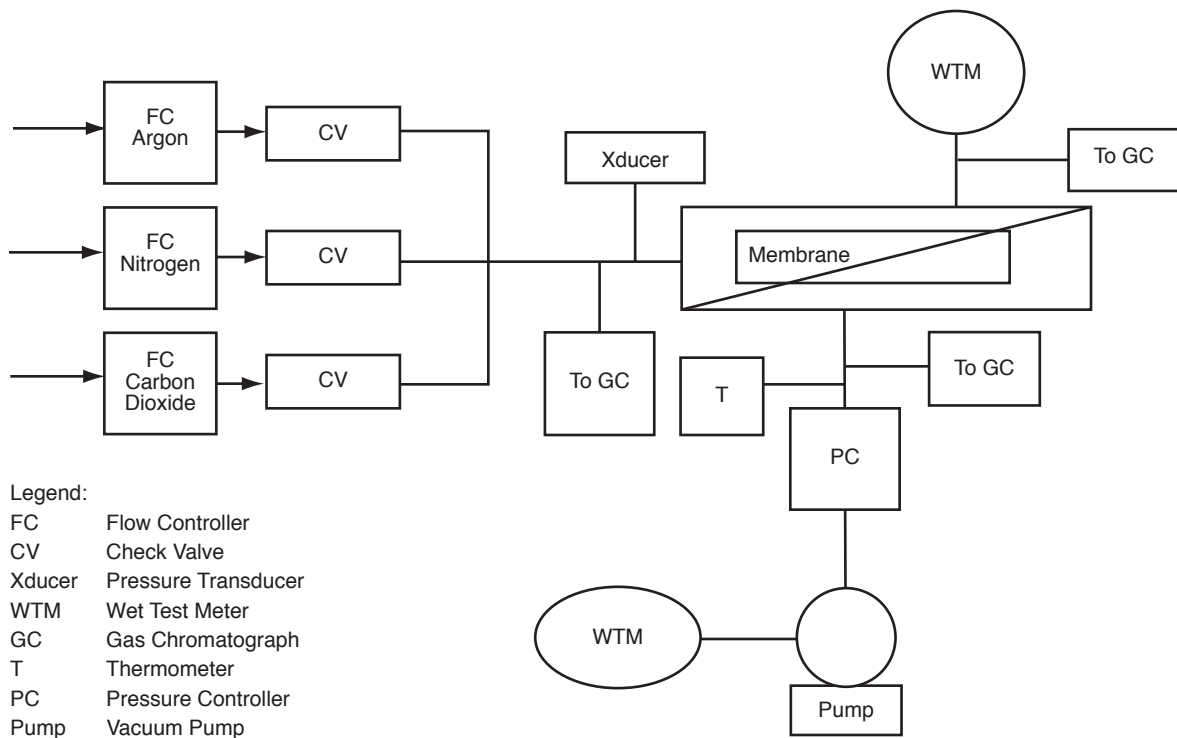 WTM
FC
Argon
CV
Xducer
To GC
FC
Nitrogen
CV
Membrane
FC
Carbon
Dioxide
CV
To GC
T
To GC
PC
Legend:
FC Flow Controller
CV Check Valve
Xducer Pressure Transducer
WTM Wet Test Meter
GC Gas Chromatograph
T Thermometer
PC Pressure Controller
Pump Vacuum Pump
WTM
Pump